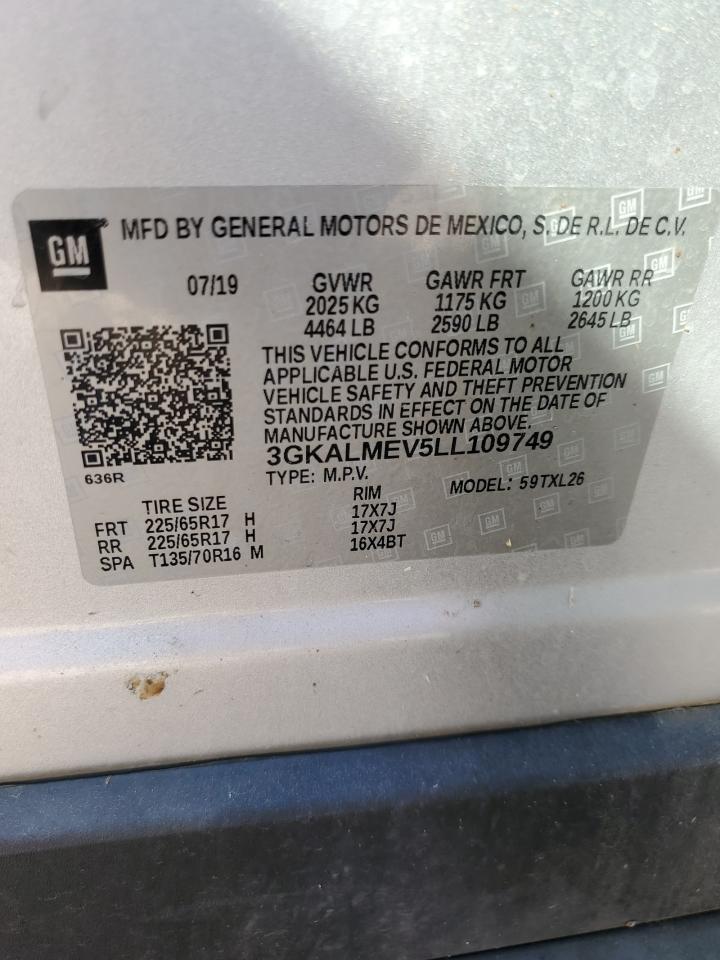 GM
MFD BY GENERAL MOTORS DE MEXICO, S. DE R.L. DE C.V.
07/19 GVWR GAWR FRT GAWR RR
2025 KG 1175 KG 1200 KG
4464 LB 2590 LB 2645 LB
THIS VEHICLE CONFORMS TO ALL
APPLICABLE U.S. FEDERAL MOTOR
VEHICLE SAFETY AND THEFT PREVENTION
STANDARDS IN EFFECT ON THE DATE OF
MANUFACTURE SHOWN ABOVE.
3GKALMEV5LL109749
636R
TYPE: M.P.V. MODEL: 59TXL26
TIRE SIZE RIM
FRT 225/65R17 H 17X7J
RR 225/65R17 H 17X7J
SPA T135/70R16 M 16X4BT